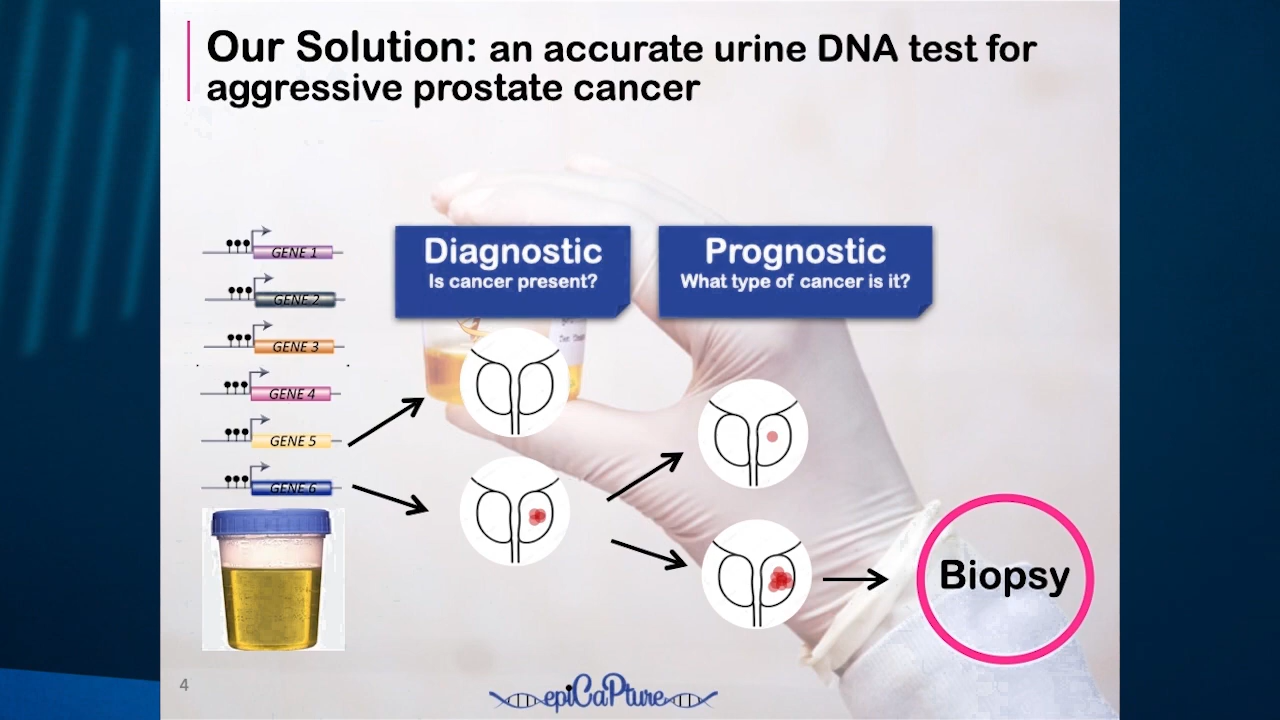 Our Solution: an accurate urine DNA test for
aggressive prostate cancer
Diagnostic
Is cancer present?
Prognostic
What type of cancer is it?
GENE 1
GENE 2
GENE 3
GENE 4
GENE 5
GENE 6
Biopsy
4
epiCaPture